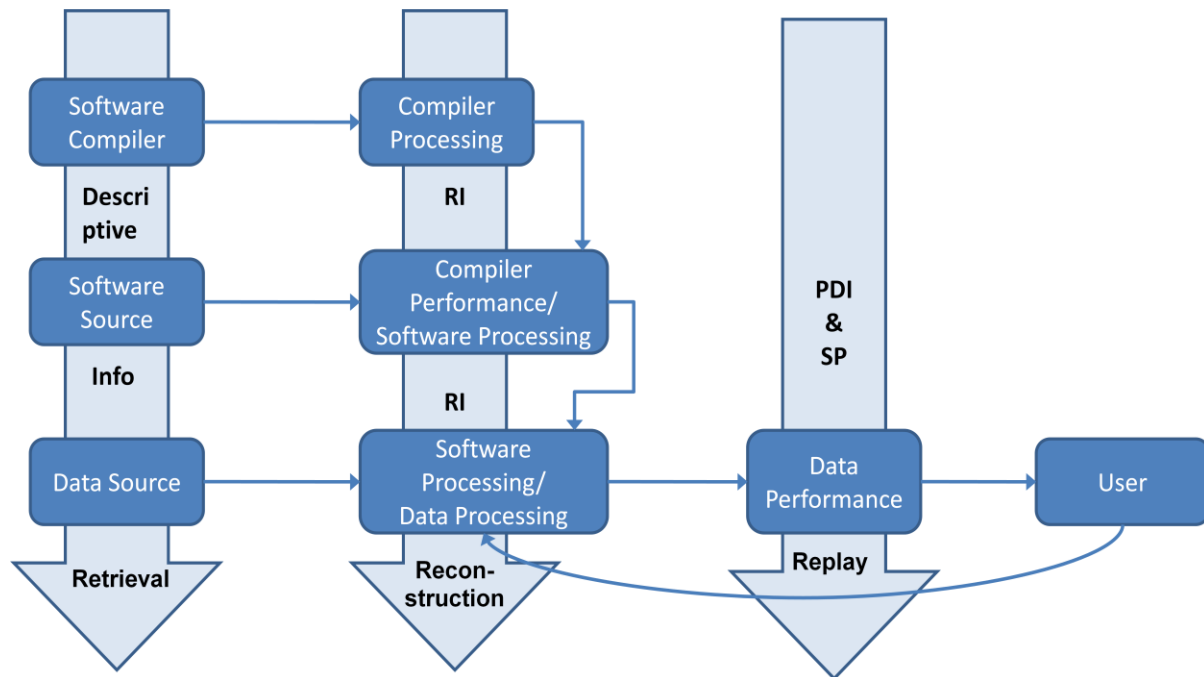 Software
Compiler
Compiler
Processing
Descri
ptive
RI
Software
Source
Compiler
Performance/
Software Processing
PDI
&
SP
Info
RI
Data Source
Software
Processing/
Data Processing
Data
Performance
User
Retrieval
Recon-
struction
Replay